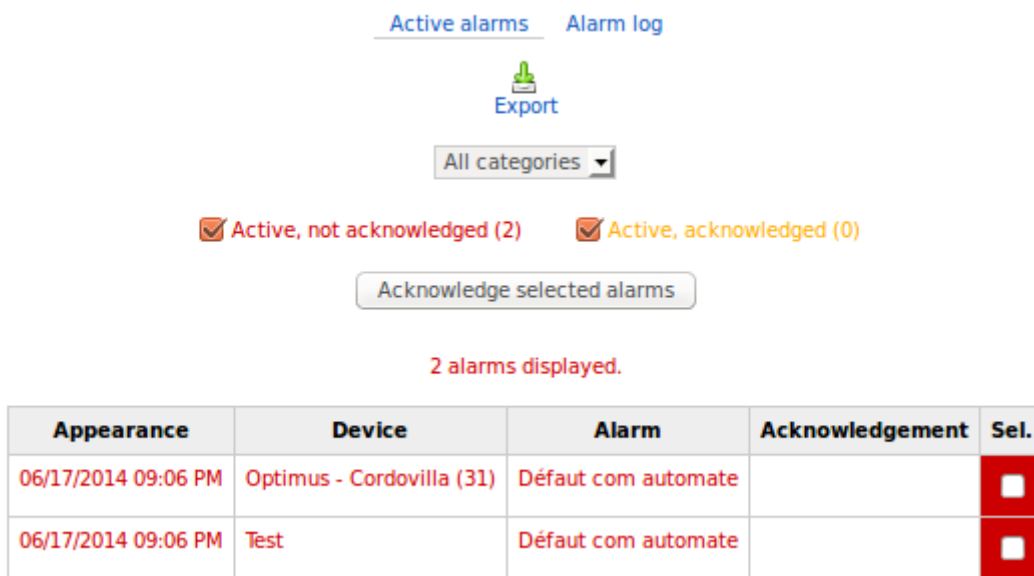 Active alarms Alarm log
Export
All categories
Active, not acknowledged (2) Active, acknowledged (0)
Acknowledge selected alarms
2 alarms displayed.
Appearance Device Alarm Acknowledgement Sel.
06/17/2014 09:06 PM Optimus - Cordovilla (31) Défaut com automate
06/17/2014 09:06 PM Test Défaut com automate